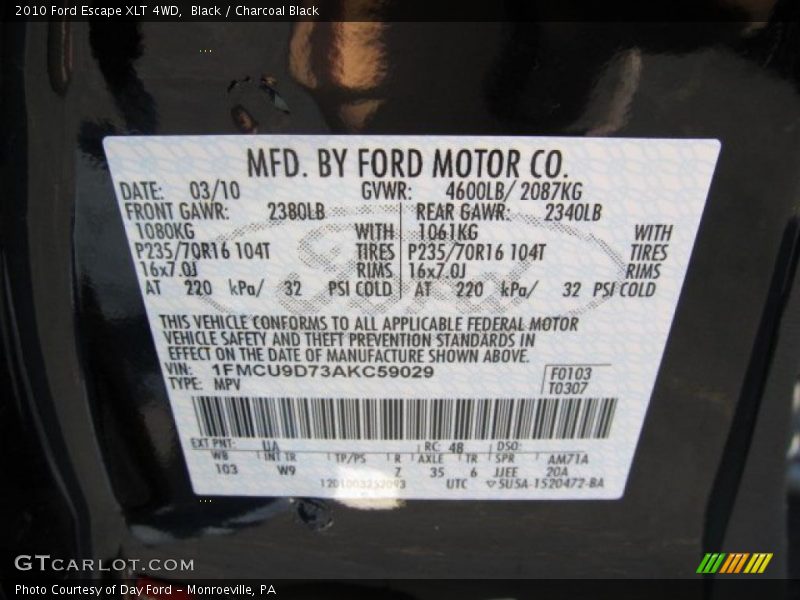 2010 Ford Escape XLT 4WD, Black / Charcoal Black
MFD. BY FORD MOTOR CO.
DATE: 03/10 GVWR: 4600LB/ 2087KG
FRONT GAWR: 2380LB REAR GAWR: 2340LB
1080KG WITH 1061KG WITH
P235/70R16 104T TIRES P235/70R16 104T TIRES
16x7.0J RIMS 16x7.0J RIMS
AT 220 kPa/ 32 PSI COLD AT 220 kPa/ 32 PSI COLD
Ford
THIS VEHICLE CONFORMS TO ALL APPLICABLE FEDERAL MOTOR
VEHICLE SAFETY AND THEFT PREVENTION STANDARDS IN
EFFECT ON THE DATE OF MANUFACTURE SHOWN ABOVE.
VIN: 1FMCU9D73AKC59029 F0103
TYPE: MPV T0307
EXT PNT: UA RC: 48 DSO:
WB INT TR TP/PS R AXLE TR SPR AM71A
103 W9 Z 35 6 JJEE 20A
UTC ▽SU5A-1520472-BA
GTCARLOT.COM
Photo Courtesy of Day Ford – Monroeville, PA